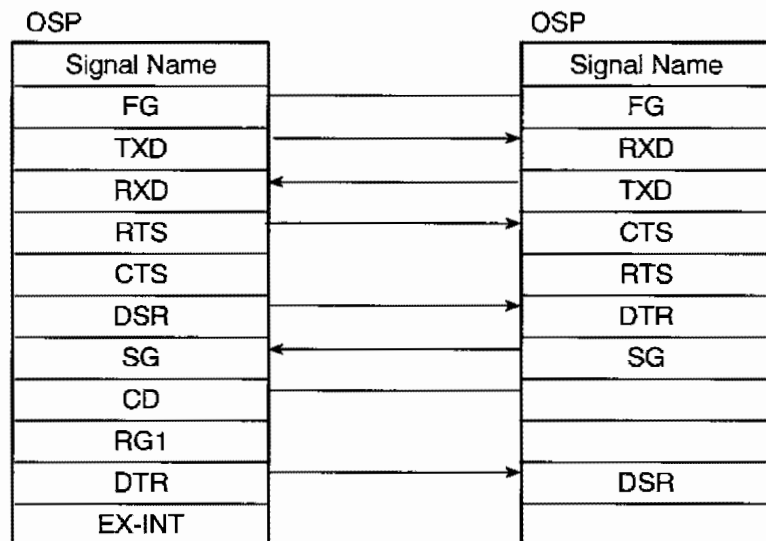 OSP OSP
Signal Name Signal Name
FG FG
TXD RXD
RXD TXD
RTS CTS
CTS RTS
DSR DTR
SG SG
CD
RG1
DTR DSR
EX-INT